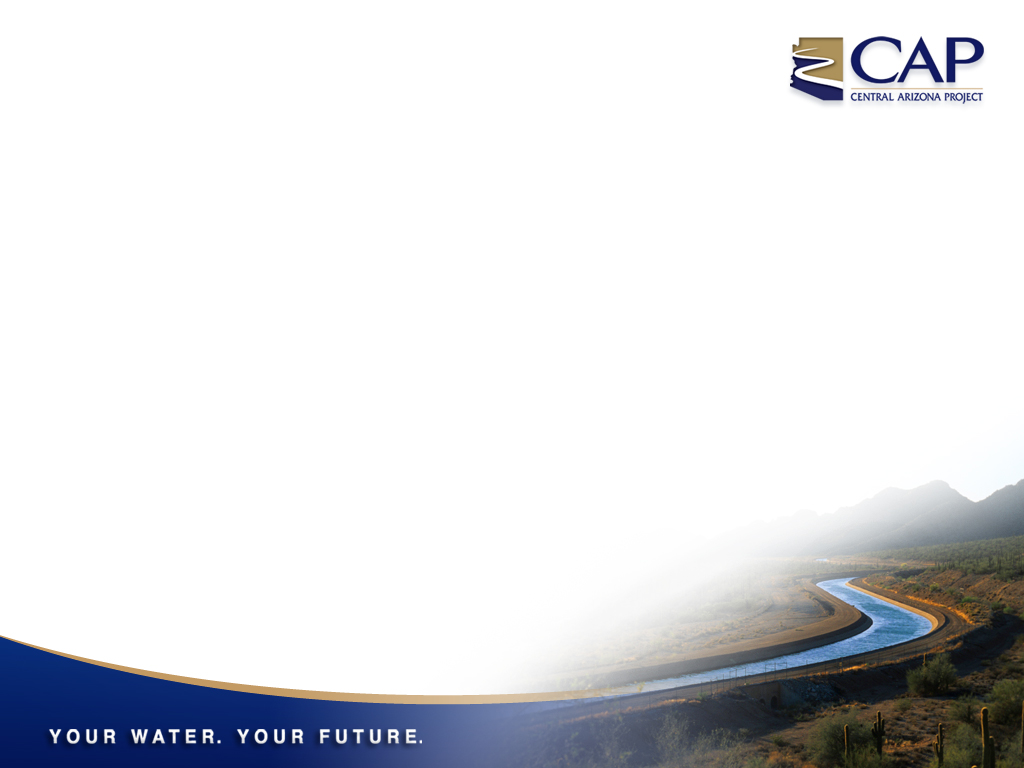 CAP
CENTRAL ARIZONA PROJECT
YOUR WATER. YOUR FUTURE.